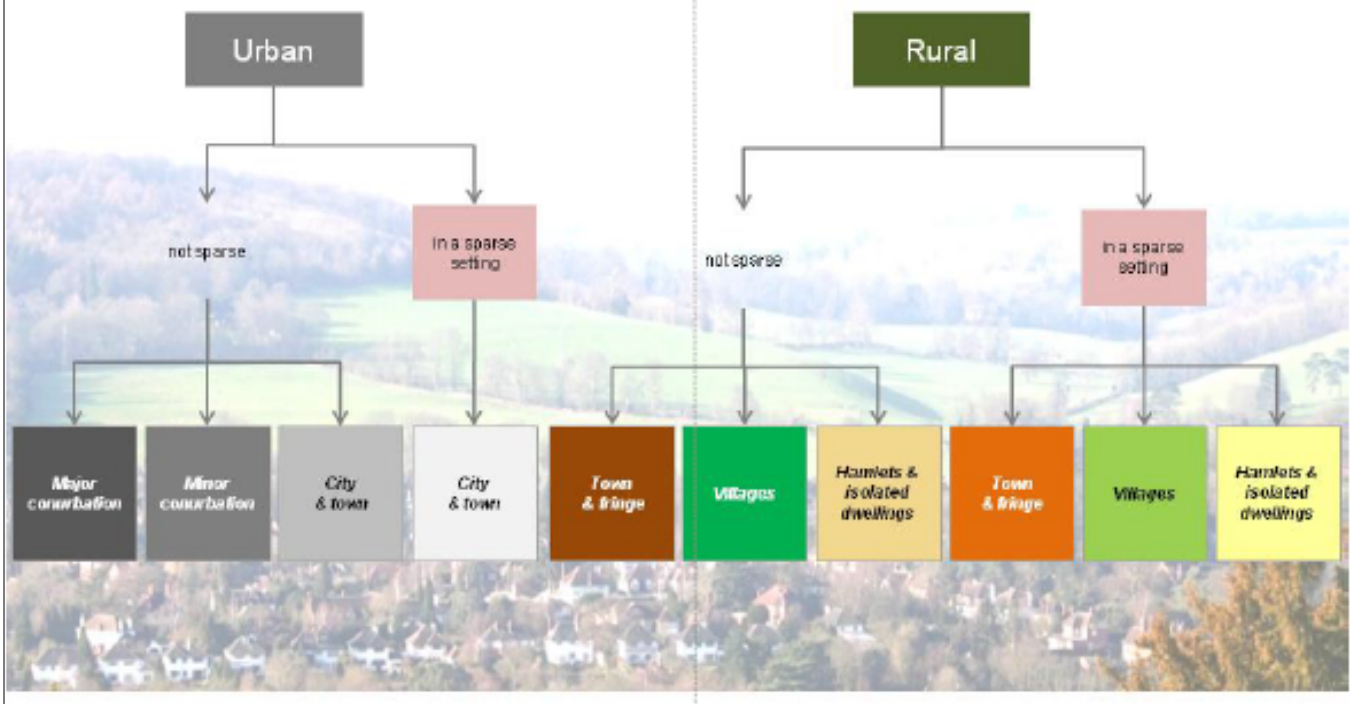 Urban
Rural
not sparse
in a sparse
setting
not sparse
in a sparse
setting
Major
conurbation
Minor
conurbation
City
& town
City
& town
Town
& fringe
Villages
Hamlets &
isolated
dwellings
Town
& fringe
Villages
Hamlets &
isolated
dwellings